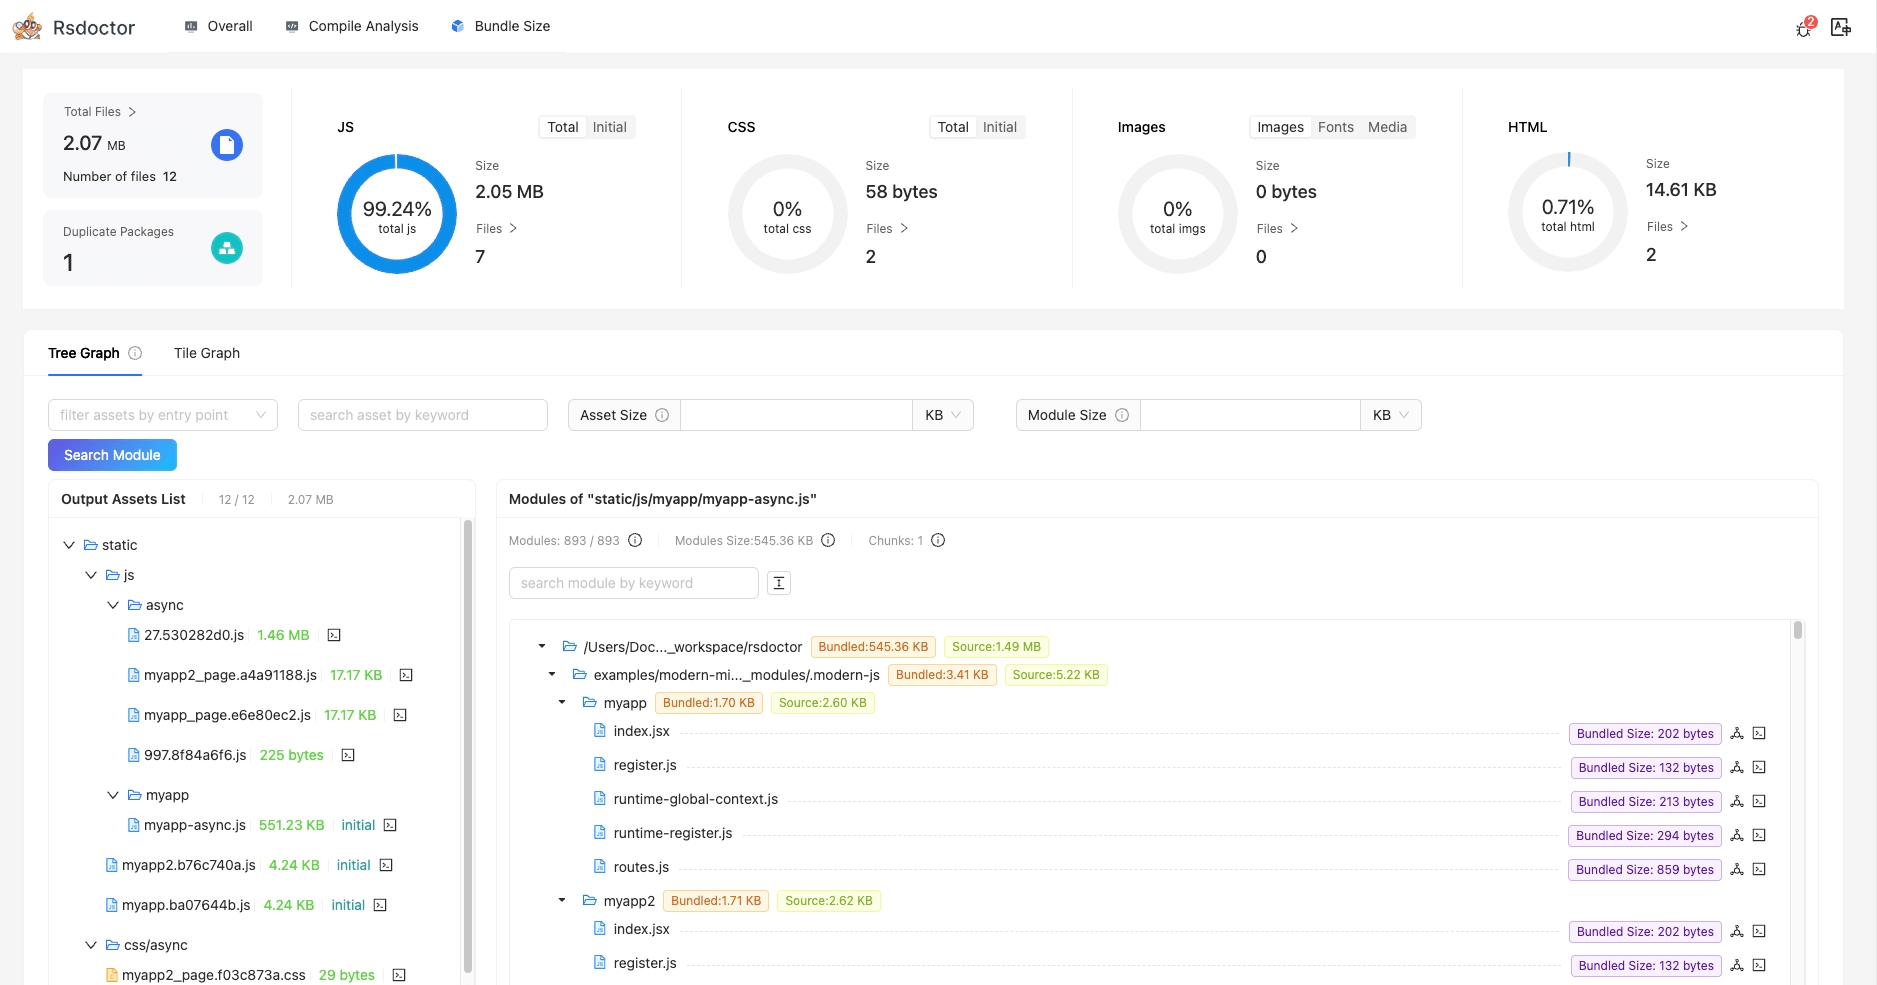 Rsdoctor
Overall
Compile Analysis
Bundle Size
2
Total Files
2.07 MB
Number of files 12
Duplicate Packages
1
JS
Total Initial
99.24%
total js
Size
2.05 MB
Files
7
CSS
Total Initial
0%
total css
Size
58 bytes
Files
2
Images
Images Fonts Media
0%
total imgs
Size
0 bytes
Files
0
HTML
0.71%
total html
Size
14.61 KB
Files
2
Tree Graph
Tile Graph
filter assets by entry point
search asset by keyword
Asset Size
KB
Module Size
KB
Search Module
Output Assets List 12 / 12 2.07 MB
static
js
async
27.530282d0.js 1.46 MB
myapp2_page.a4a91188.js 17.17 KB
myapp_page.e6e80ec2.js 17.17 KB
997.8f84a6f6.js 225 bytes
myapp
myapp-async.js 551.23 KB initial
myapp2.b76c740a.js 4.24 KB initial
myapp.ba07644b.js 4.24 KB initial
css/async
myapp2_page.f03c873a.css 29 bytes
Modules of "static/js/myapp/myapp-async.js"
Modules: 893 / 893 Modules Size:545.36 KB Chunks: 1
search module by keyword
/Users/Doc..._workspace/rsdoctor Bundled:545.36 KB Source:1.49 MB
examples/modern-mi..._modules/.modern-js Bundled:3.41 KB Source:5.22 KB
myapp Bundled:1.70 KB Source:2.60 KB
index.jsx Bundled Size: 202 bytes
register.js Bundled Size: 132 bytes
runtime-global-context.js Bundled Size: 213 bytes
runtime-register.js Bundled Size: 294 bytes
routes.js Bundled Size: 859 bytes
myapp2 Bundled:1.71 KB Source:2.62 KB
index.jsx Bundled Size: 202 bytes
register.js Bundled Size: 132 bytes